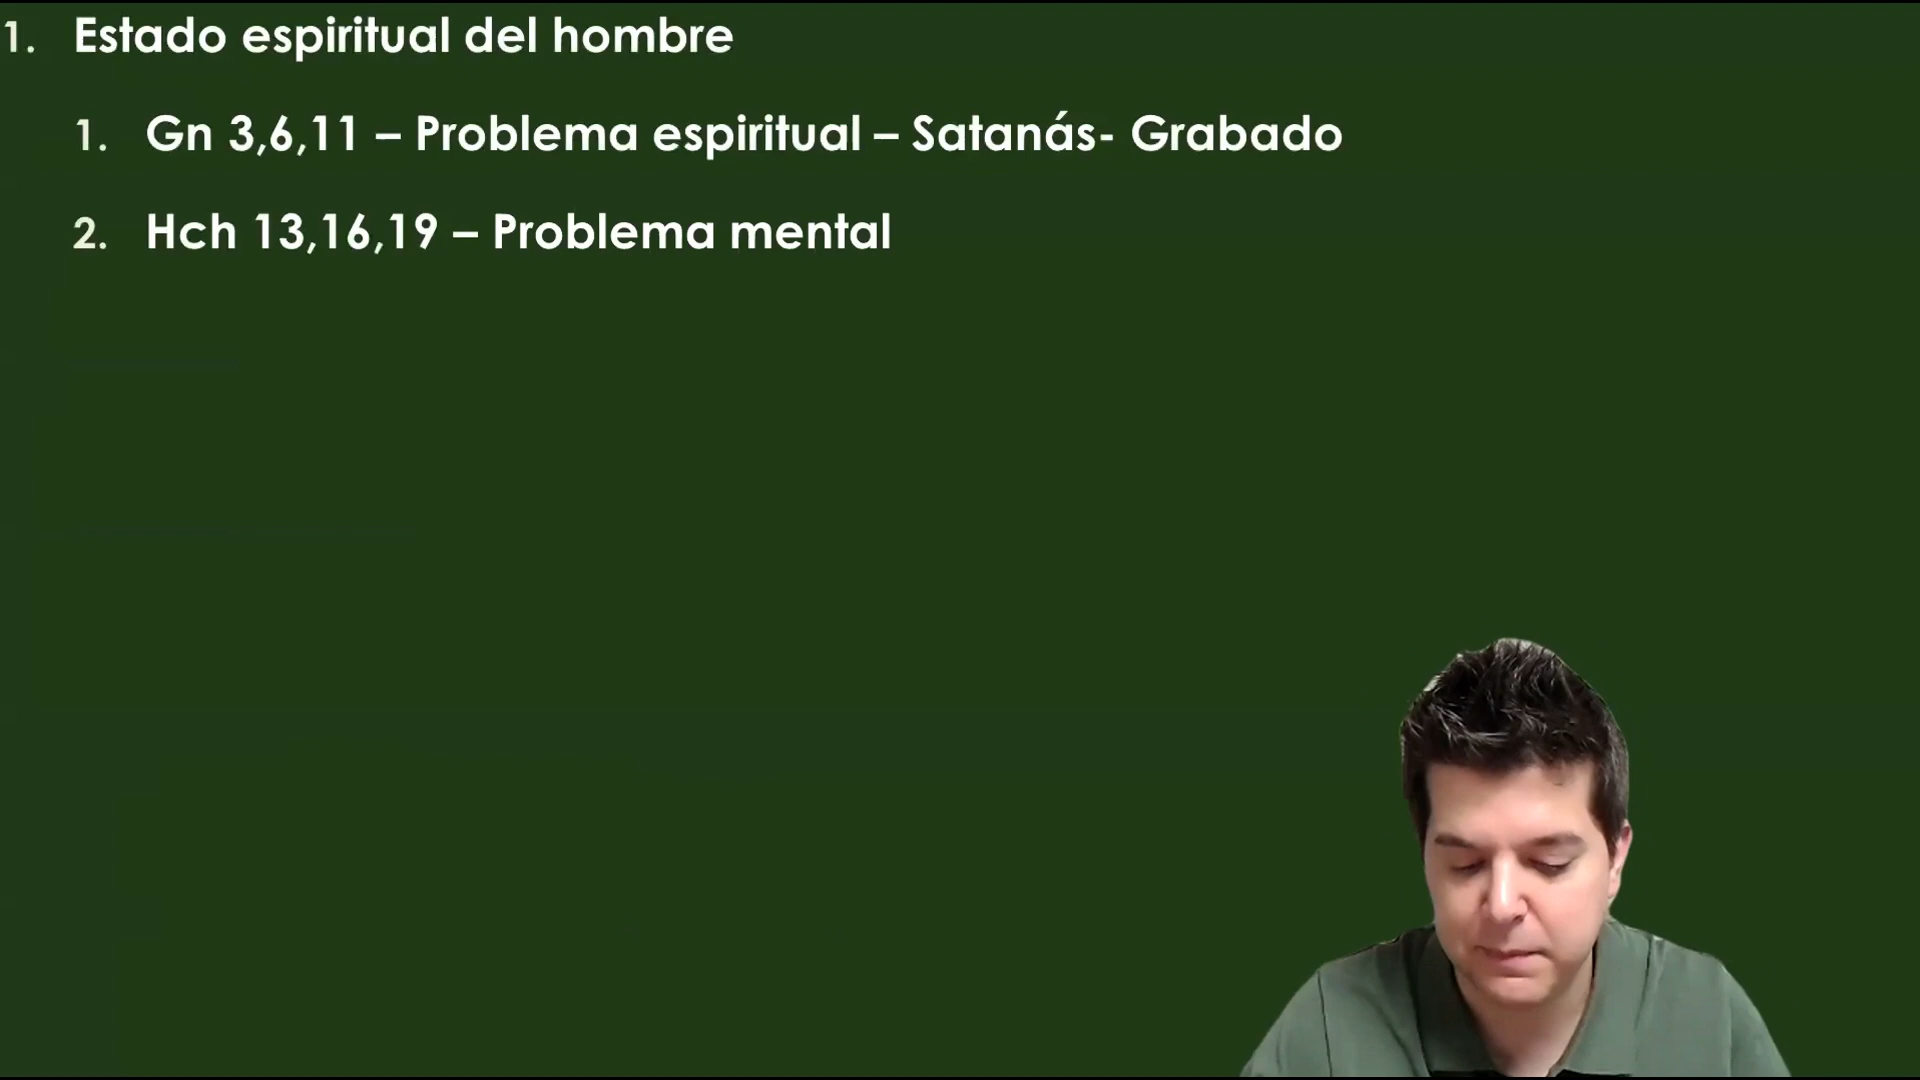 1. Estado espiritual del hombre
1. Gn 3,6,11 – Problema espiritual – Satanás- Grabado
2. Hch 13,16,19 – Problema mental